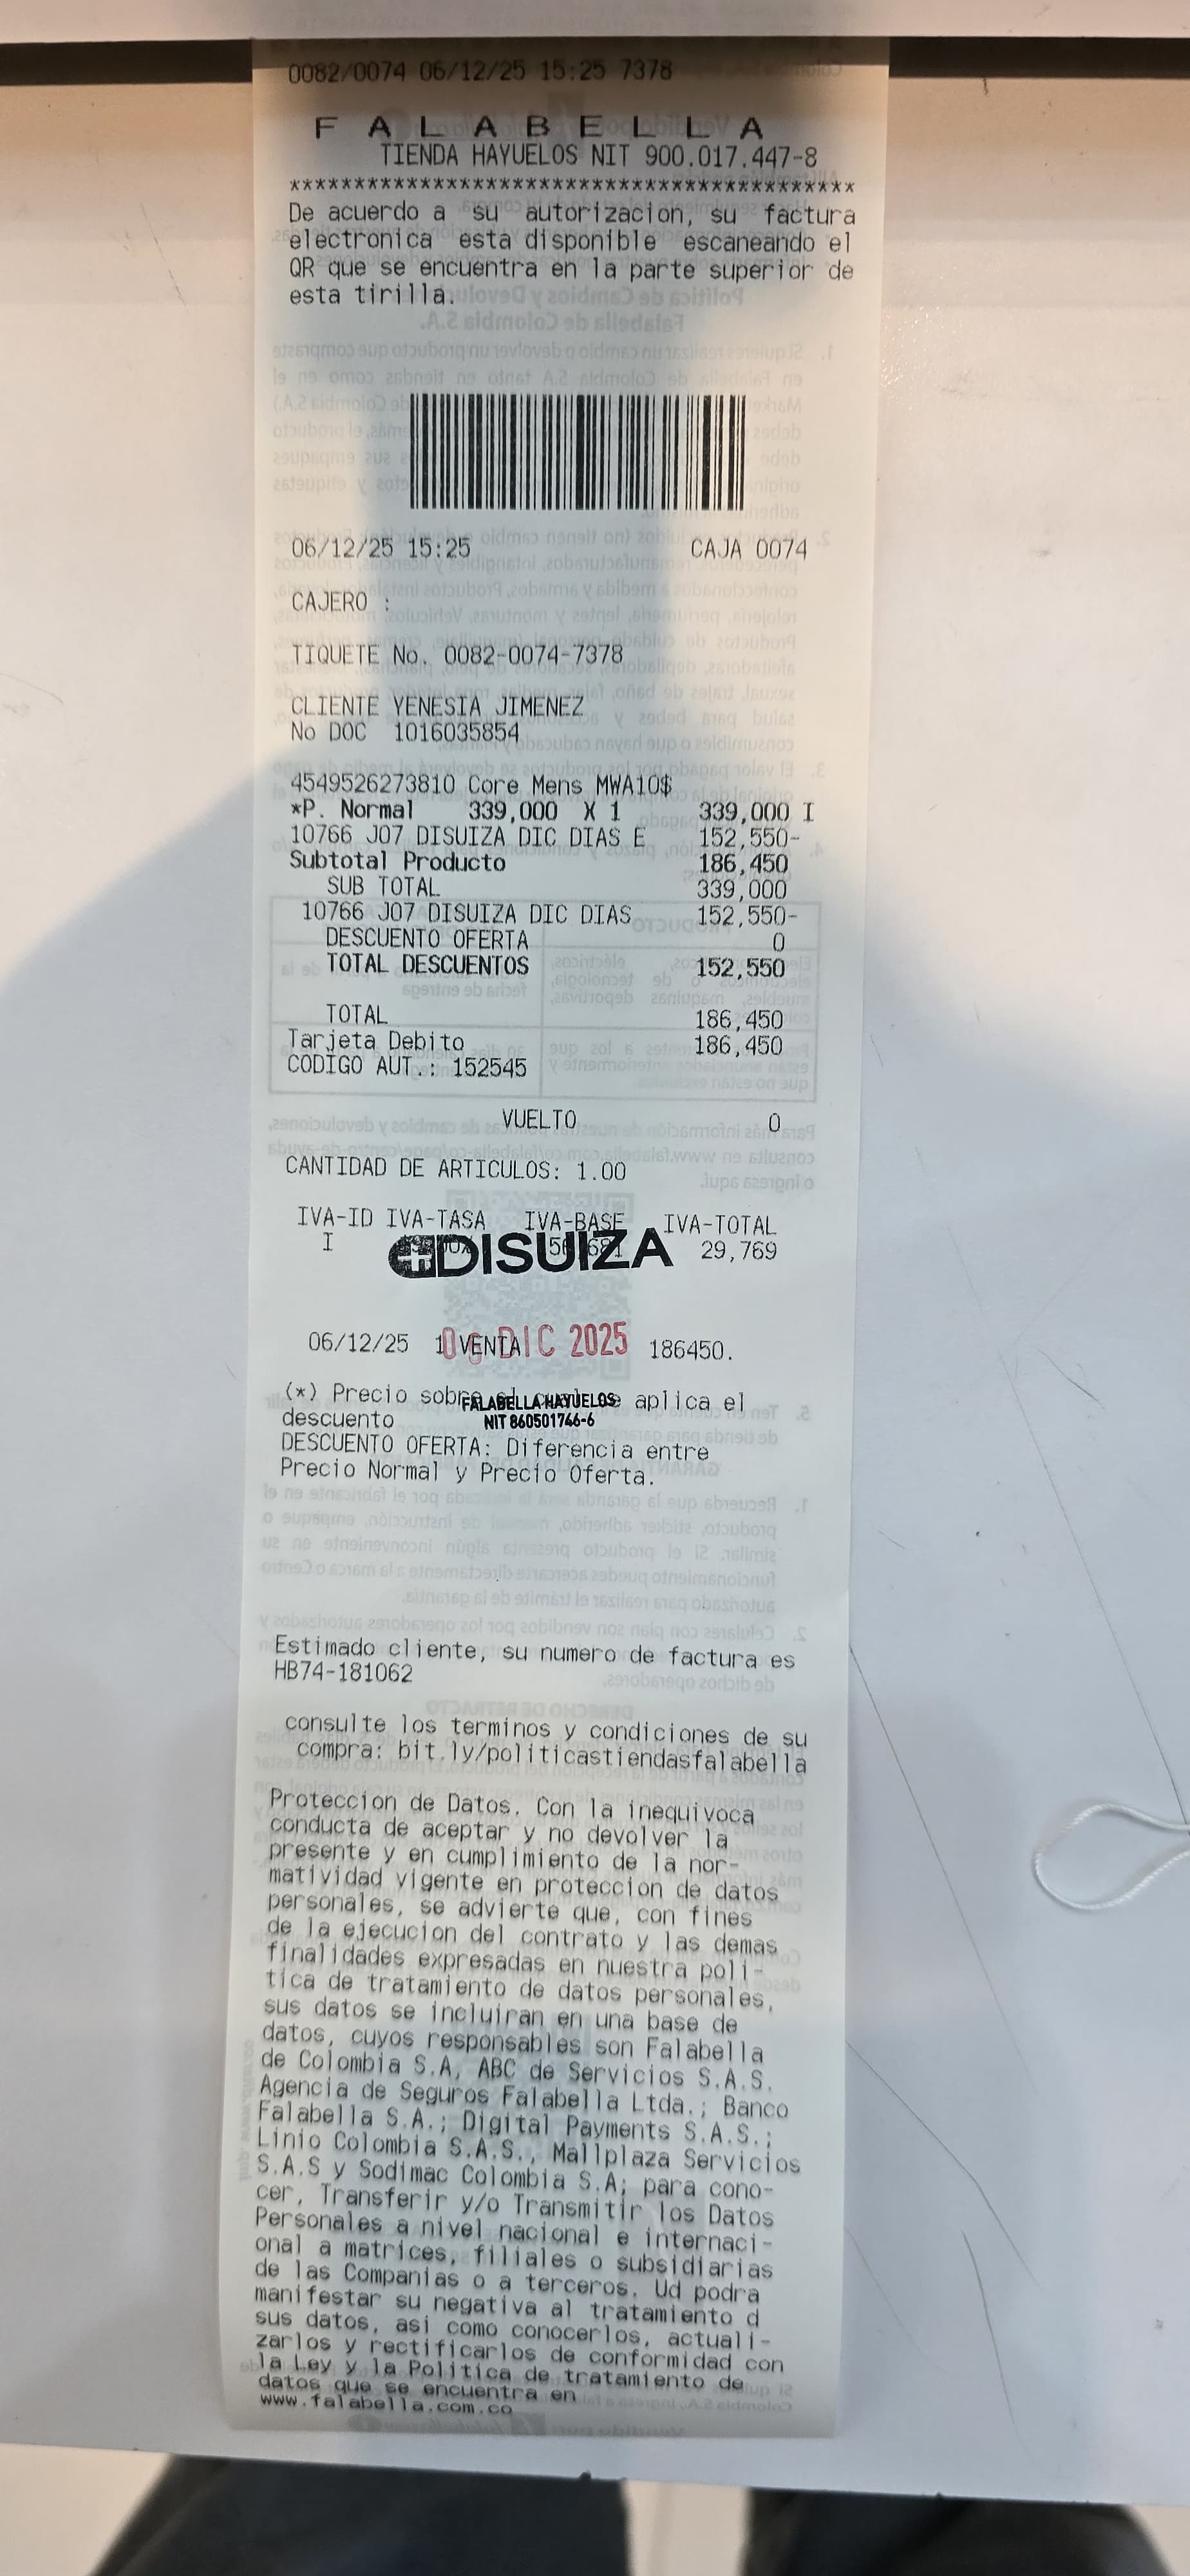 0082/0074 06/12/25 15:25 7378
F A L A B E L L A
TIENDA HAYUELOS NIT 900.017.447-8
*******************************************
De acuerdo a su autorizacion, su factura
electronica esta disponible escaneando el
QR que se encuentra en la parte superior de
esta tirilla.
06/12/25 15:25 CAJA 0074
CAJERO :
TIQUETE No. 0082-0074-7378
CLIENTE YENESIA JIMENEZ
No DOC 1016035854
4549526273810 Core Mens MWA10$
*P. Normal 339,000 X 1 339,000 I
10766 J07 DISUIZA DIC DIAS E 152,550-
Subtotal Producto 186,450
SUB TOTAL 339,000
10766 J07 DISUIZA DIC DIAS 152,550-
DESCUENTO OFERTA 0
TOTAL DESCUENTOS 152,550
TOTAL 186,450
Tarjeta Debito 186,450
CODIGO AUT.: 152545
VUELTO 0
CANTIDAD DE ARTICULOS: 1.00
IVA-ID IVA-TASA IVA-BASE IVA-TOTAL
I 29,769
DISUIZA
06/12/25 1 VENTA 186450.
06 DIC 2025
(*) Precio sobre el aplica el
FALABELLA HAYUELOS
descuento
NIT 860501746-6
DESCUENTO OFERTA: Diferencia entre
Precio Normal y Precio Oferta.
Estimado cliente, su numero de factura es
HB74-181062
consulte los terminos y condiciones de su
compra: bit.ly/politicastiendasfalabella
Proteccion de Datos. Con la inequivoca
conducta de aceptar y no devolver la
presente y en cumplimiento de la nor-
matividad vigente en proteccion de datos
personales, se advierte que, con fines
de la ejecucion del contrato y las demas
finalidades expresadas en nuestra poli-
tica de tratamiento de datos personales,
sus datos se incluiran en una base de
datos, cuyos responsables son Falabella
de Colombia S.A, ABC de Servicios S.A.S.
Agencia de Seguros Falabella Ltda.; Banco
Falabella S.A.; Digital Payments S.A.S.;
Linio Colombia S.A.S., Mallplaza Servicios
S.A.S y Sodimac Colombia S.A; para cono-
cer, Transferir y/o Transmitir los Datos
Personales a nivel nacional e internaci-
onal a matrices, filiales o subsidiarias
de las Companias o a terceros. Ud podra
manifestar su negativa al tratamiento d
sus datos, asi como conocerlos, actuali-
zarlos y rectificarlos de conformidad con
la Ley y la Politica de tratamiento de
datos que se encuentra en
www.falabella.com.co